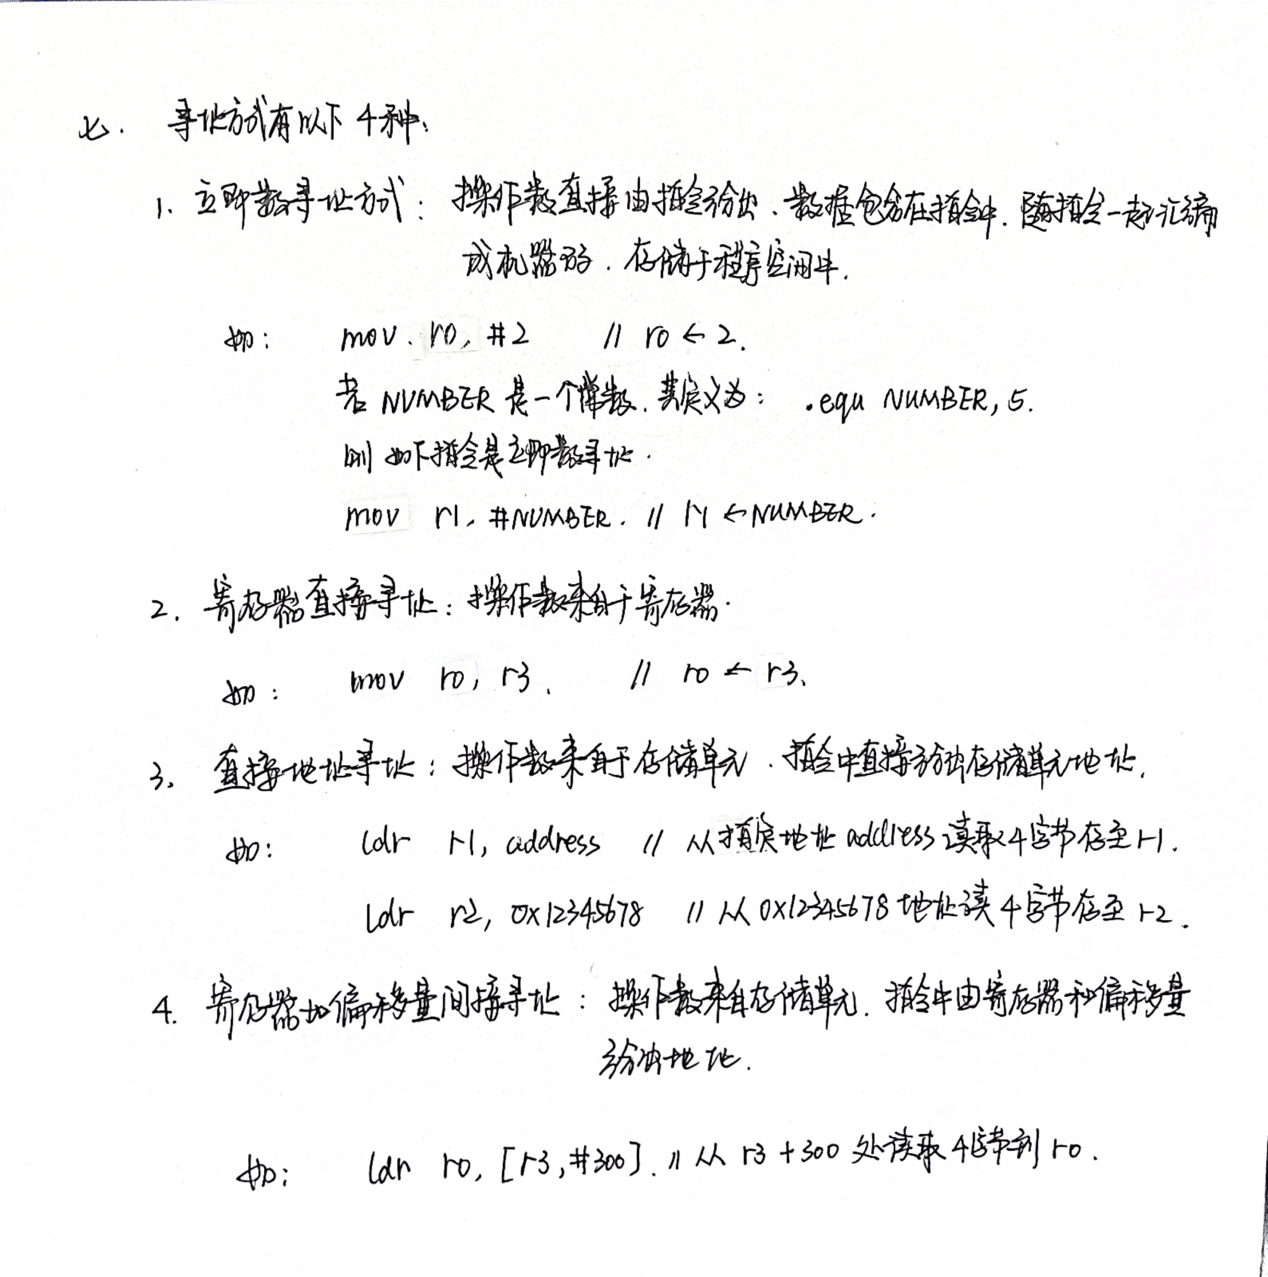 七. 寻址方式有以下4种:
1. 立即数寻址方式: 操作数直接由指令给出. 数据包含在指令中. 随指令一起汇编
成机器码. 存储于程序空间中.
如: mov r0, #2 // r0 ← 2.
若 NUMBER 是一个常数, 其定义为: .equ NUMBER, 5.
则如下指令是立即数寻址.
mov r1, #NUMBER. // r1 ← NUMBER.
2. 寄存器直接寻址: 操作数来自于寄存器.
如: mov r0, r3. // r0 ← r3.
3. 直接地址寻址: 操作数来自于存储单元. 指令中直接给出存储单元地址.
如: ldr r1, address // 从指定地址 address 读取4字节存至 r1.
ldr r2, 0x12345678 // 从 0x12345678 地址读4字节存至 r2.
4. 寄存器加偏移量间接寻址: 操作数来自存储单元. 指令中由寄存器和偏移量
给出地址.
如: ldr r0, [r3, #300]. // 从 r3 + 300 处读取4字节到 r0.